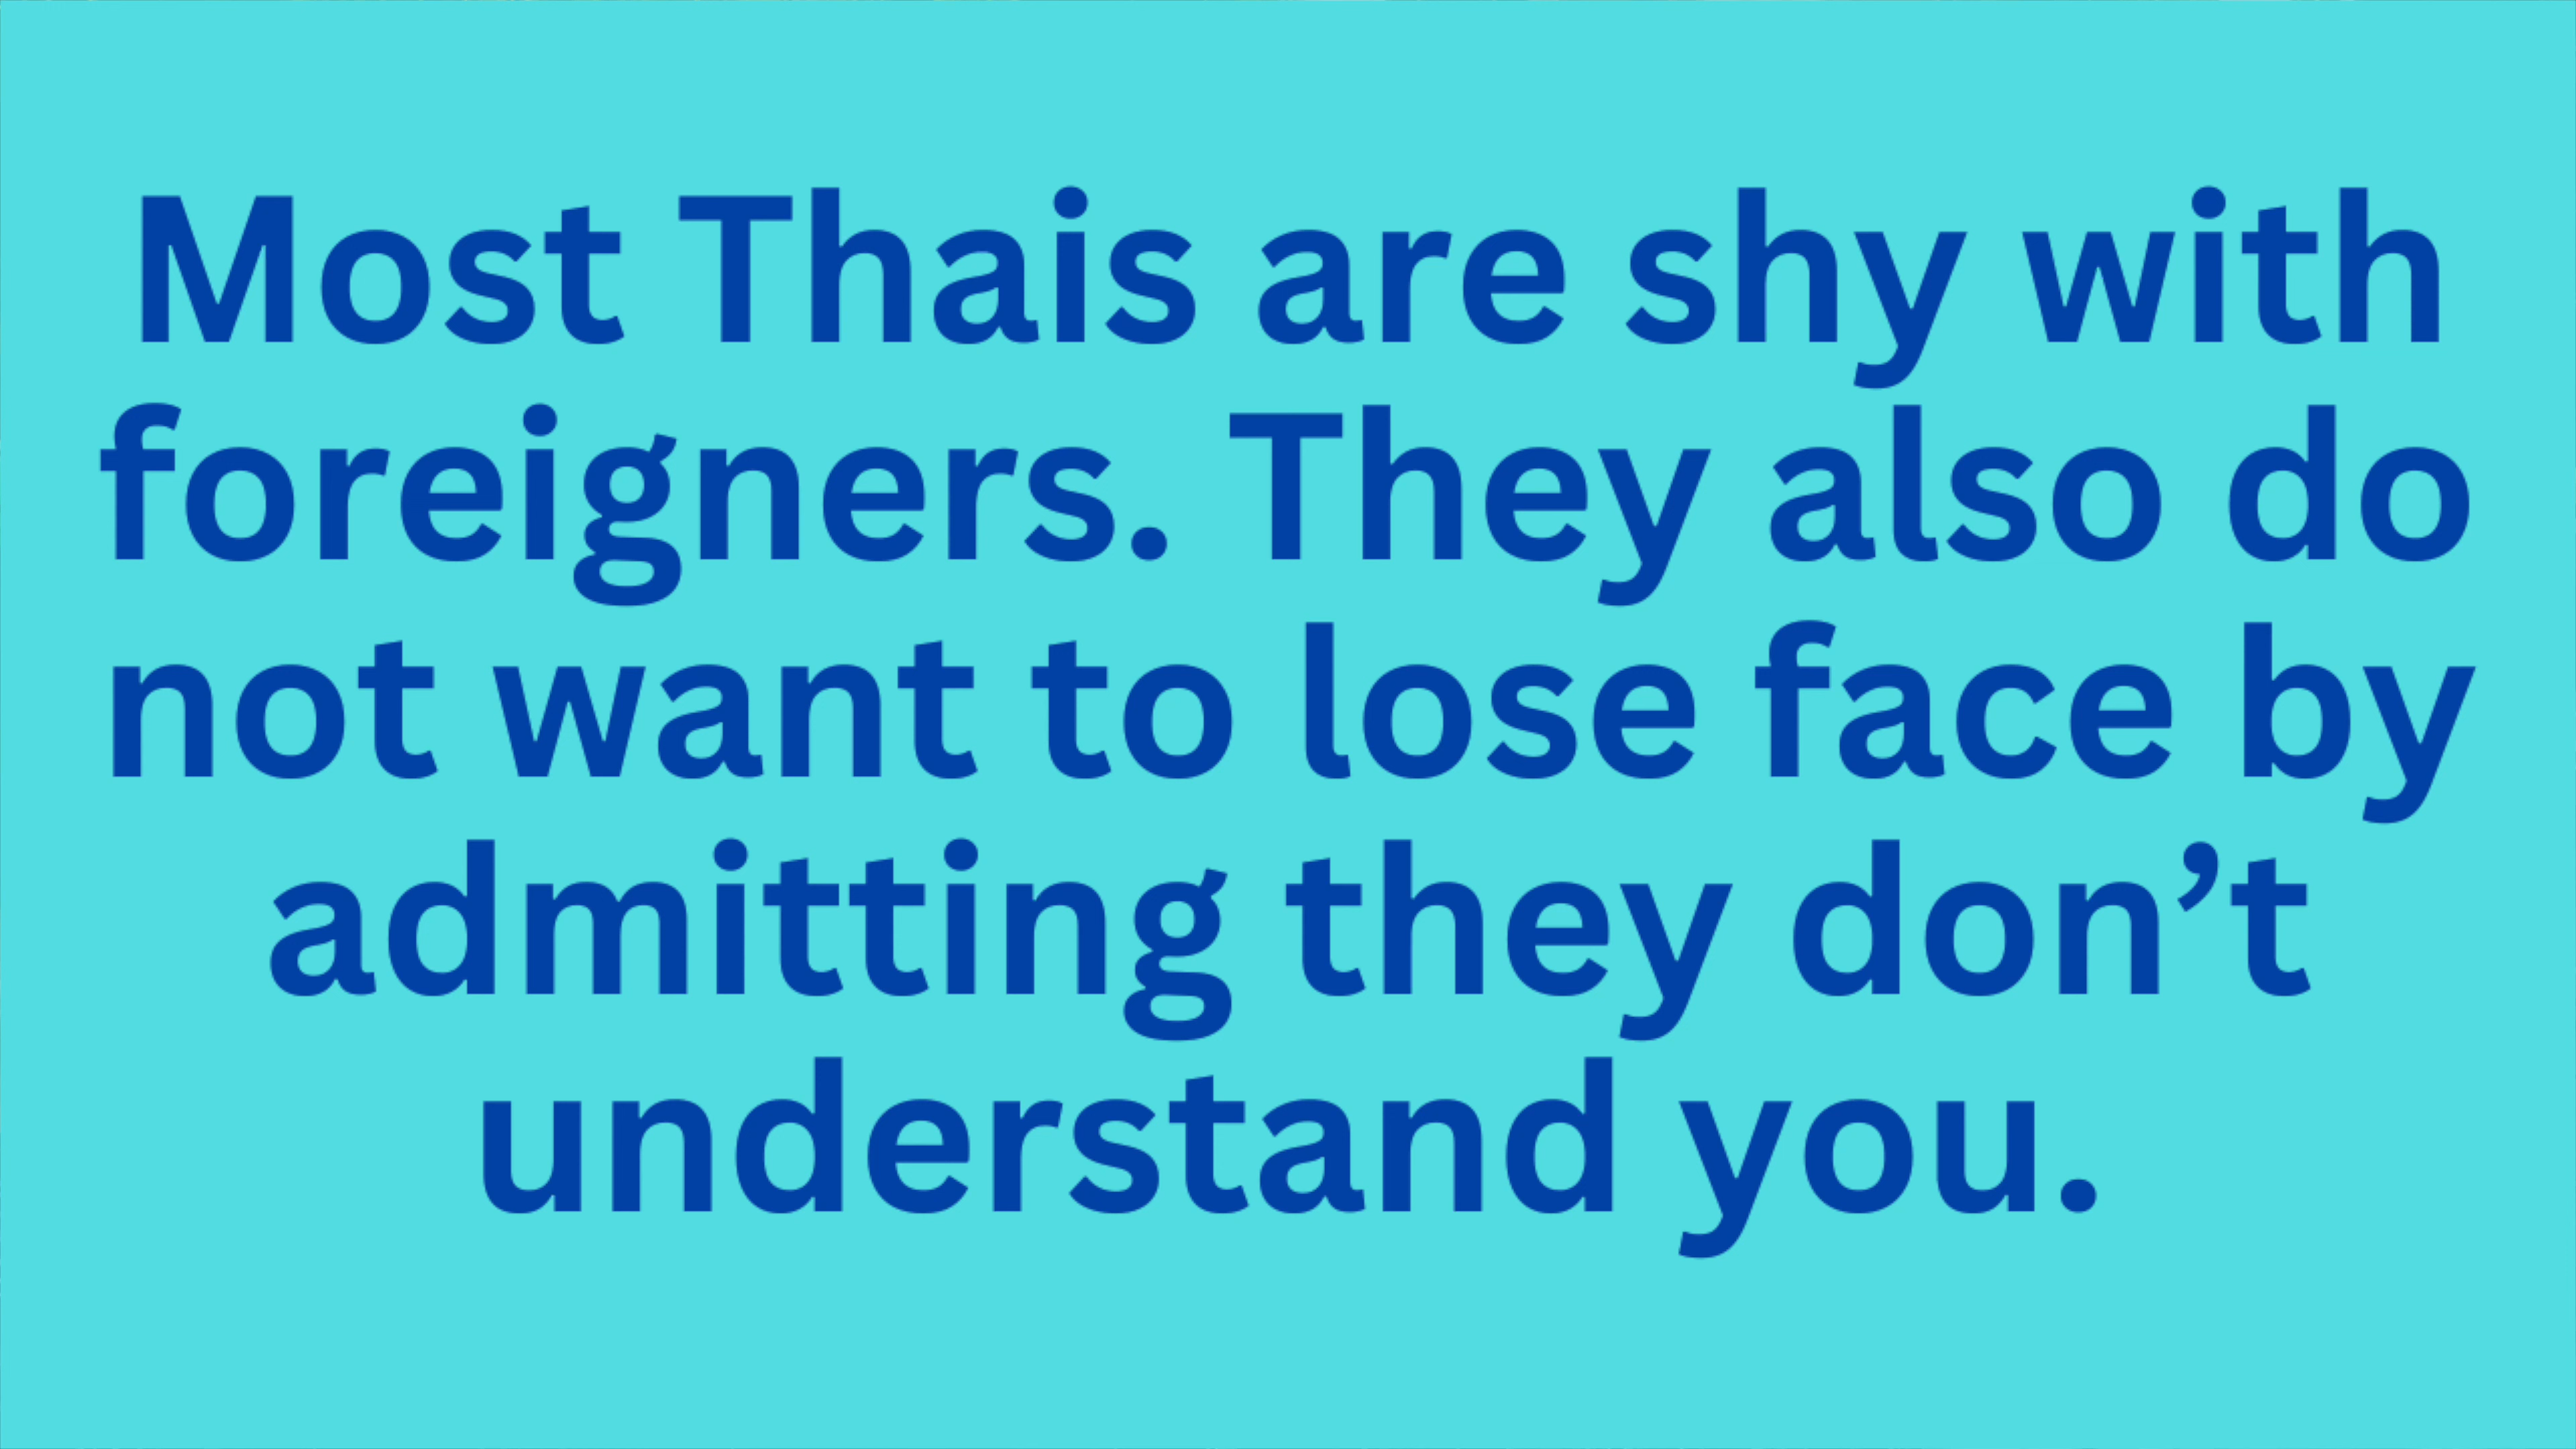 Most Thais are shy with
foreigners. They also do
not want to lose face by
admitting they don’t
understand you.